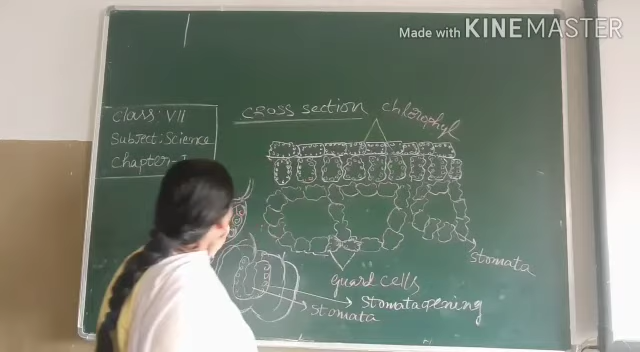 Made with KINEMASTER
Class: VII
Subject: Science
Chapter-1
cross section
chlorophyl
stomata
guard cells
stomata opening
stomata